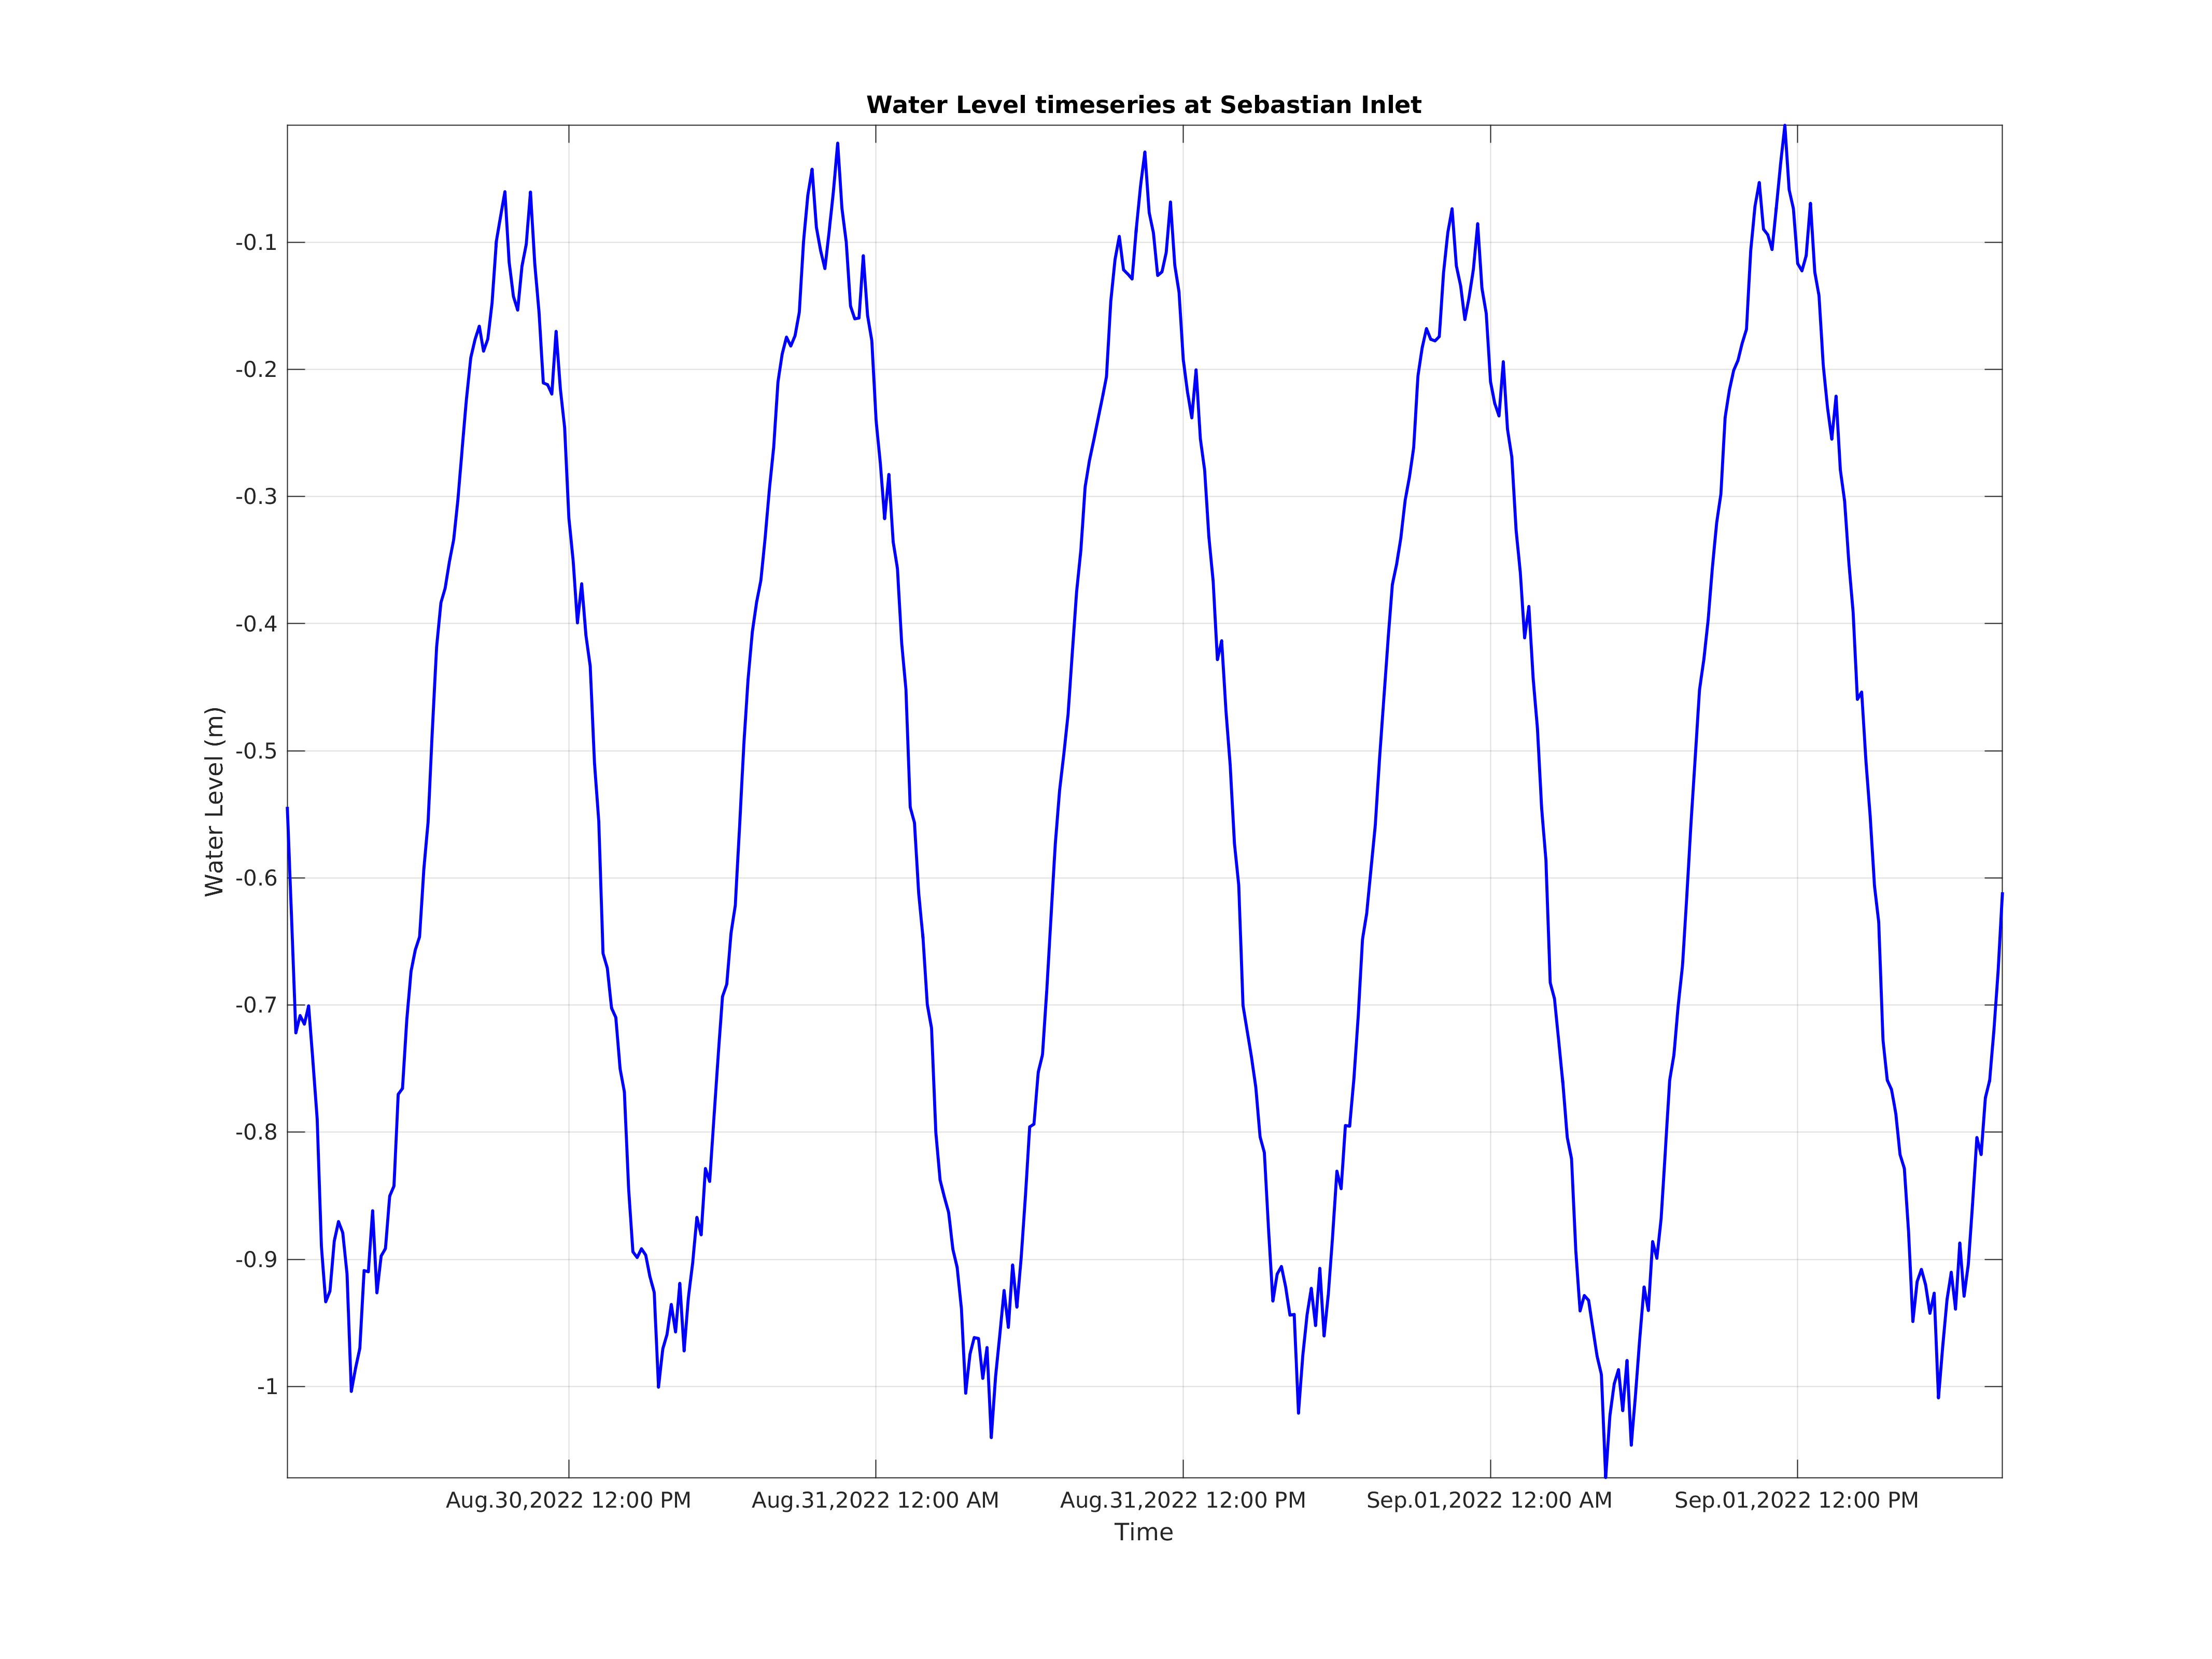 Water Level timeseries at Sebastian Inlet
-0.1
-0.2
-0.3
-0.4
-0.5
-0.6
-0.7
-0.8
-0.9
-1
Water Level (m)
Aug.30,2022 12:00 PM
Aug.31,2022 12:00 AM
Aug.31,2022 12:00 PM
Sep.01,2022 12:00 AM
Sep.01,2022 12:00 PM
Time